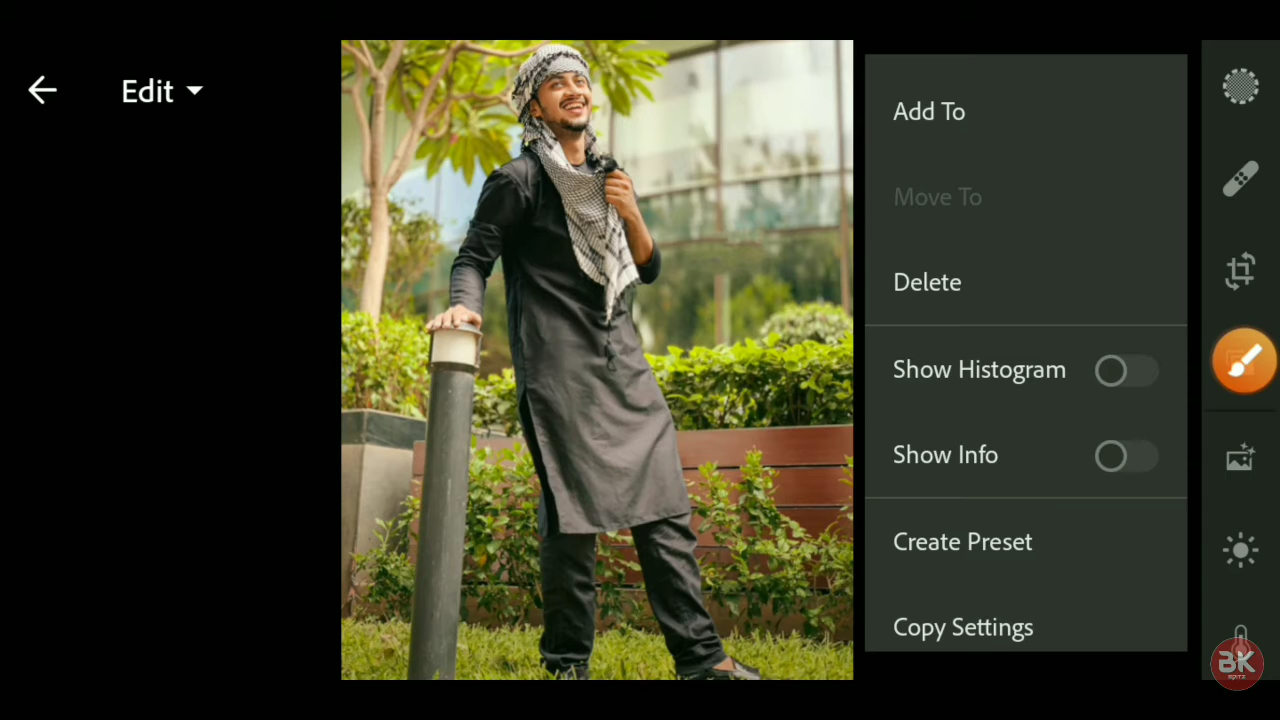 Edit
Add To
Move To
Delete
Show Histogram
Show Info
Create Preset
Copy Settings
BK